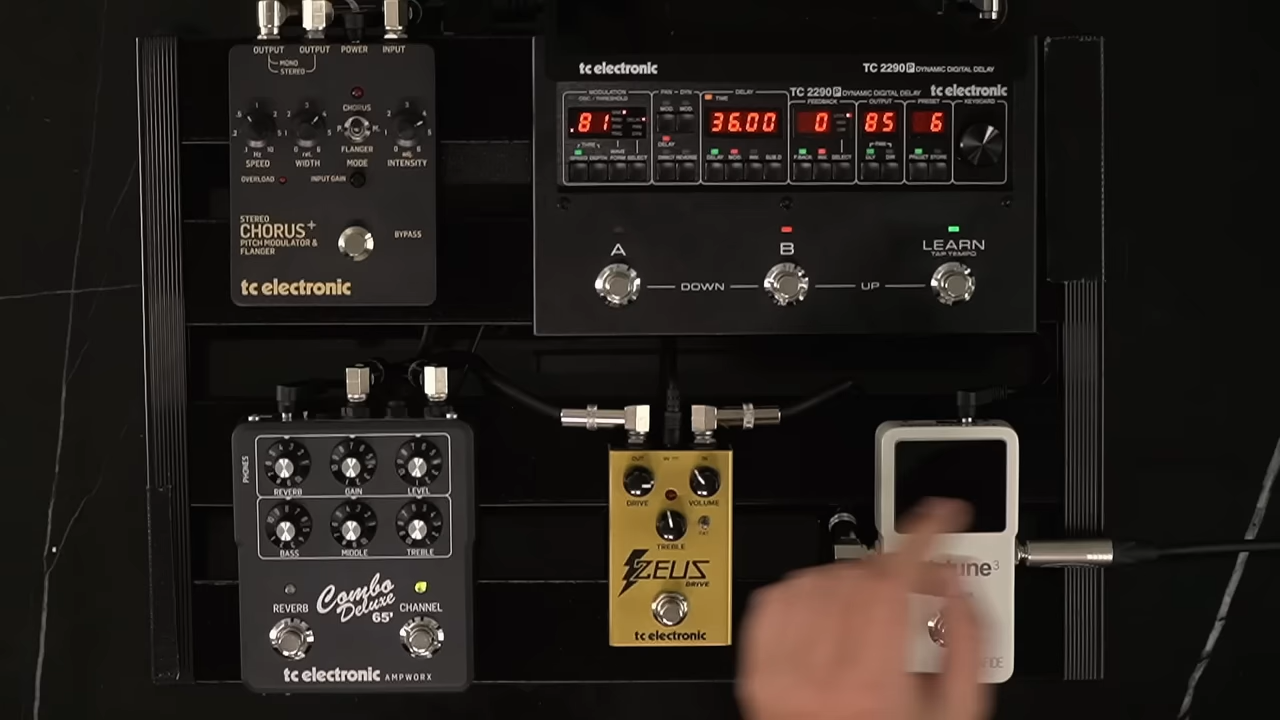 OUTPUT OUTPUT POWER INPUT
MONO
STEREO
CHORUS
P.M.
FLANGER
SPEED WIDTH MODE INTENSITY
Hz
OVERLOAD INPUT GAIN
STEREO
CHORUS+
PITCH MODULATOR &
FLANGER
BYPASS
tc electronic
tc electronic TC 2290 P DYNAMIC DIGITAL DELAY
TC 2290 P DYNAMIC DIGITAL DELAY tc electronic
MODULATION DELAY FEEDBACK OUTPUT PRESET KEYBOARD
TIME
.81 36.00 0 85 6
A B LEARN
TAP TEMPO
DOWN UP
PHONES
REVERB GAIN LEVEL
BASS MIDDLE TREBLE
REVERB Combo Deluxe 65' CHANNEL
tc electronic AMPWORX
OUT IN
DRIVE VOLUME
TREBLE FAT
ZEUS
DRIVE
tc electronic